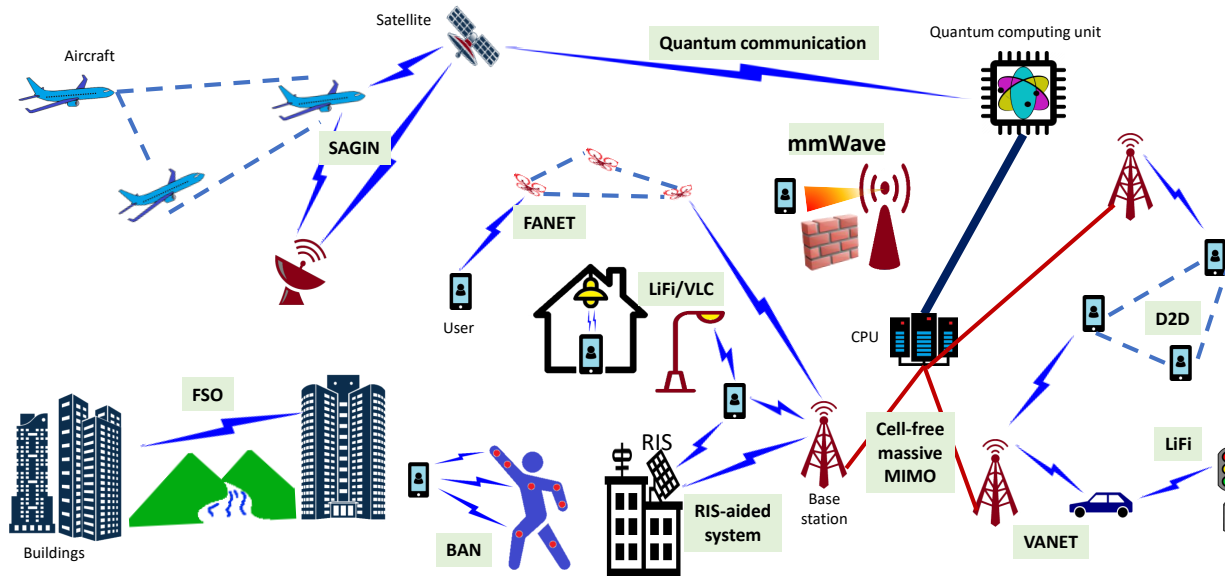 Satellite
Quantum communication
Quantum computing unit
Aircraft
SAGIN
mmWave
FANET
LiFi/VLC
User
CPU
D2D
FSO
Cell-free
massive
MIMO
LiFi
RIS
RIS-aided
system
Base
station
BAN
VANET
Buildings